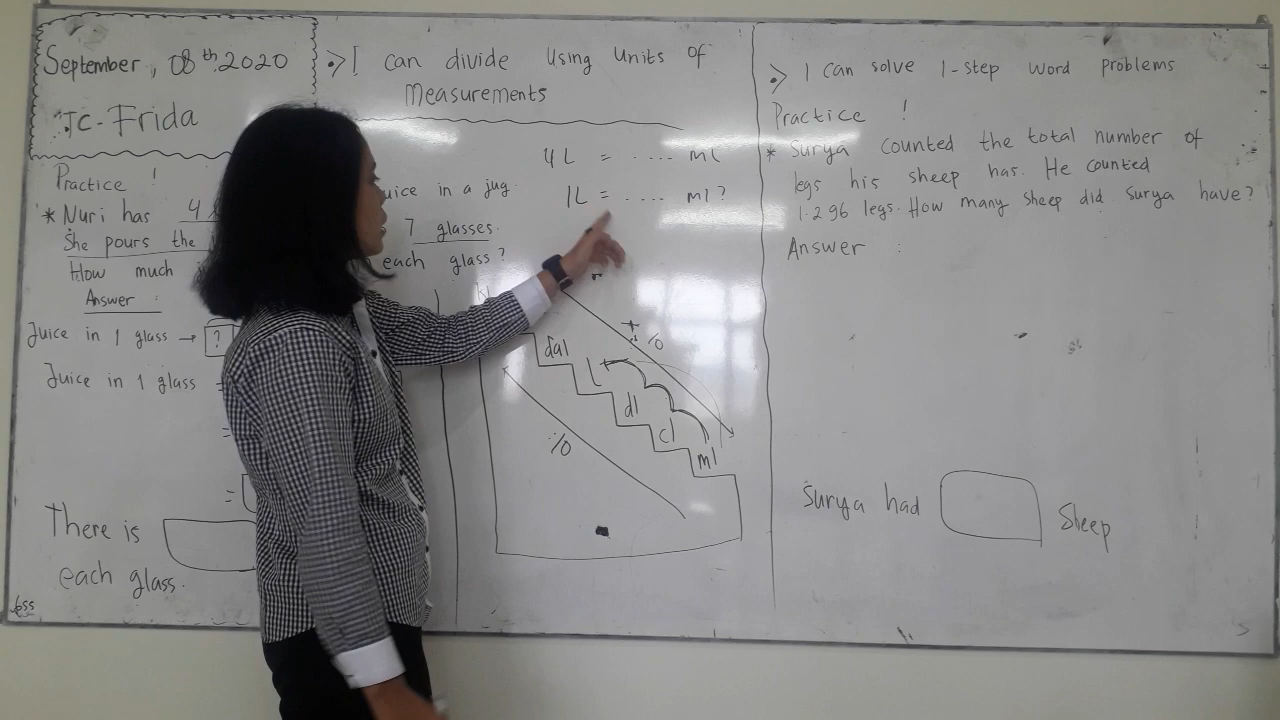 September, 08th 2020
TC-Frida
Practice !
* Nuri has 4
She pours the
How much
Answer :
Juice in 1 glass → ?
Juice in 1 glass =
=
=
There is
each glass.
•> I can divide Using Units of
Measurements
juice in a jug.
7 glasses.
each glass?
4 L = ..... ml
1L = ..... ml ?
dal
L
dl
cl
ml
•> I can solve 1-step word problems
Practice !
* Surya counted the total number of
legs his sheep has. He counted
1.296 legs. How many sheep did Surya have?
Answer :
Surya had
Sheep